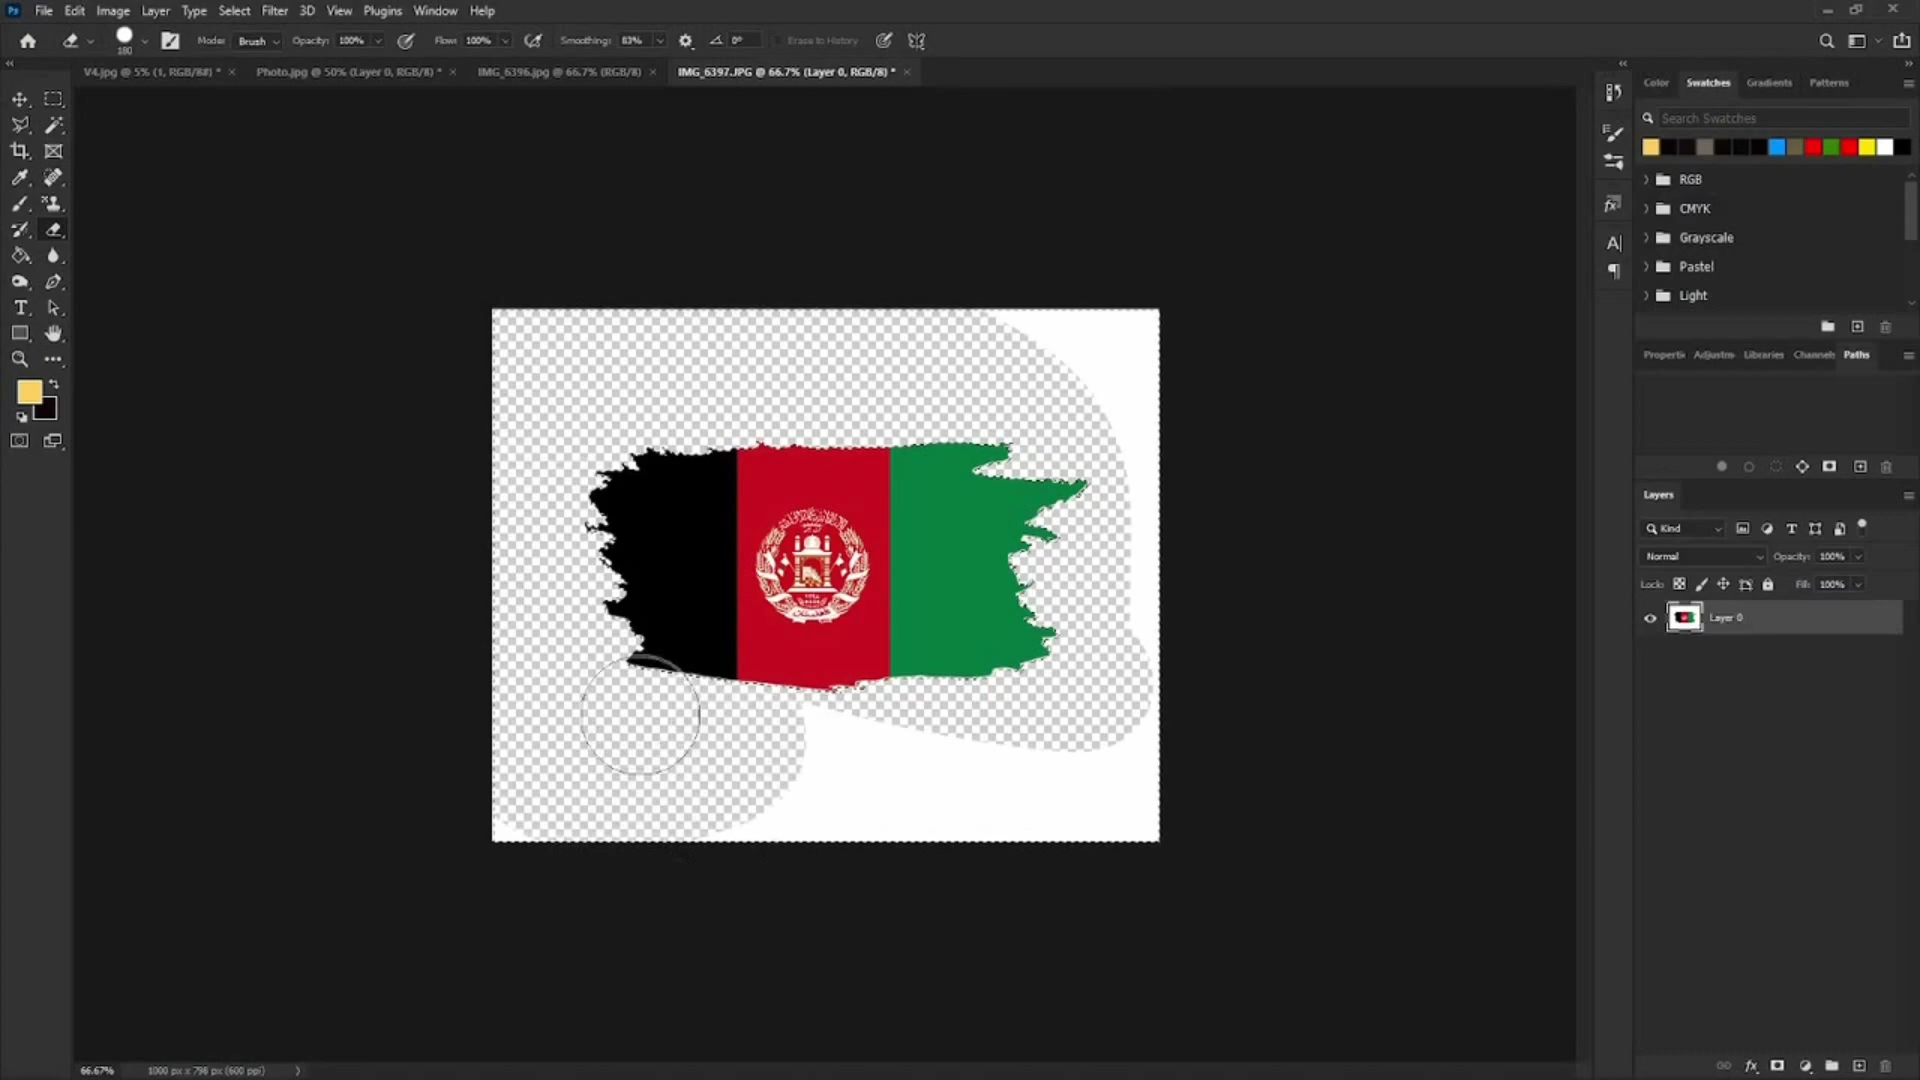 Ps File Edit Image Layer Type Select Filter 3D View Plugins Window Help
180 Mode: Brush Opacity: 100% Flow: 100% Smoothing: 83% 0° Erase to History
V4.jpg @ 5% (1, RGB/8#) * × Photo.jpg @ 50% (Layer 0, RGB/8) * × IMG_6396.jpg @ 66.7% (RGB/8) × IMG_6397.JPG @ 66.7% (Layer 0, RGB/8) * ×
Color Swatches Gradients Patterns
Search Swatches
RGB
CMYK
Grayscale
Pastel
Light
Properti Adjustm Libraries Channels Paths
Layers
Kind
Normal Opacity: 100%
Lock: Fill: 100%
Layer 0
66.67% 1000 px x 798 px (600 ppi)